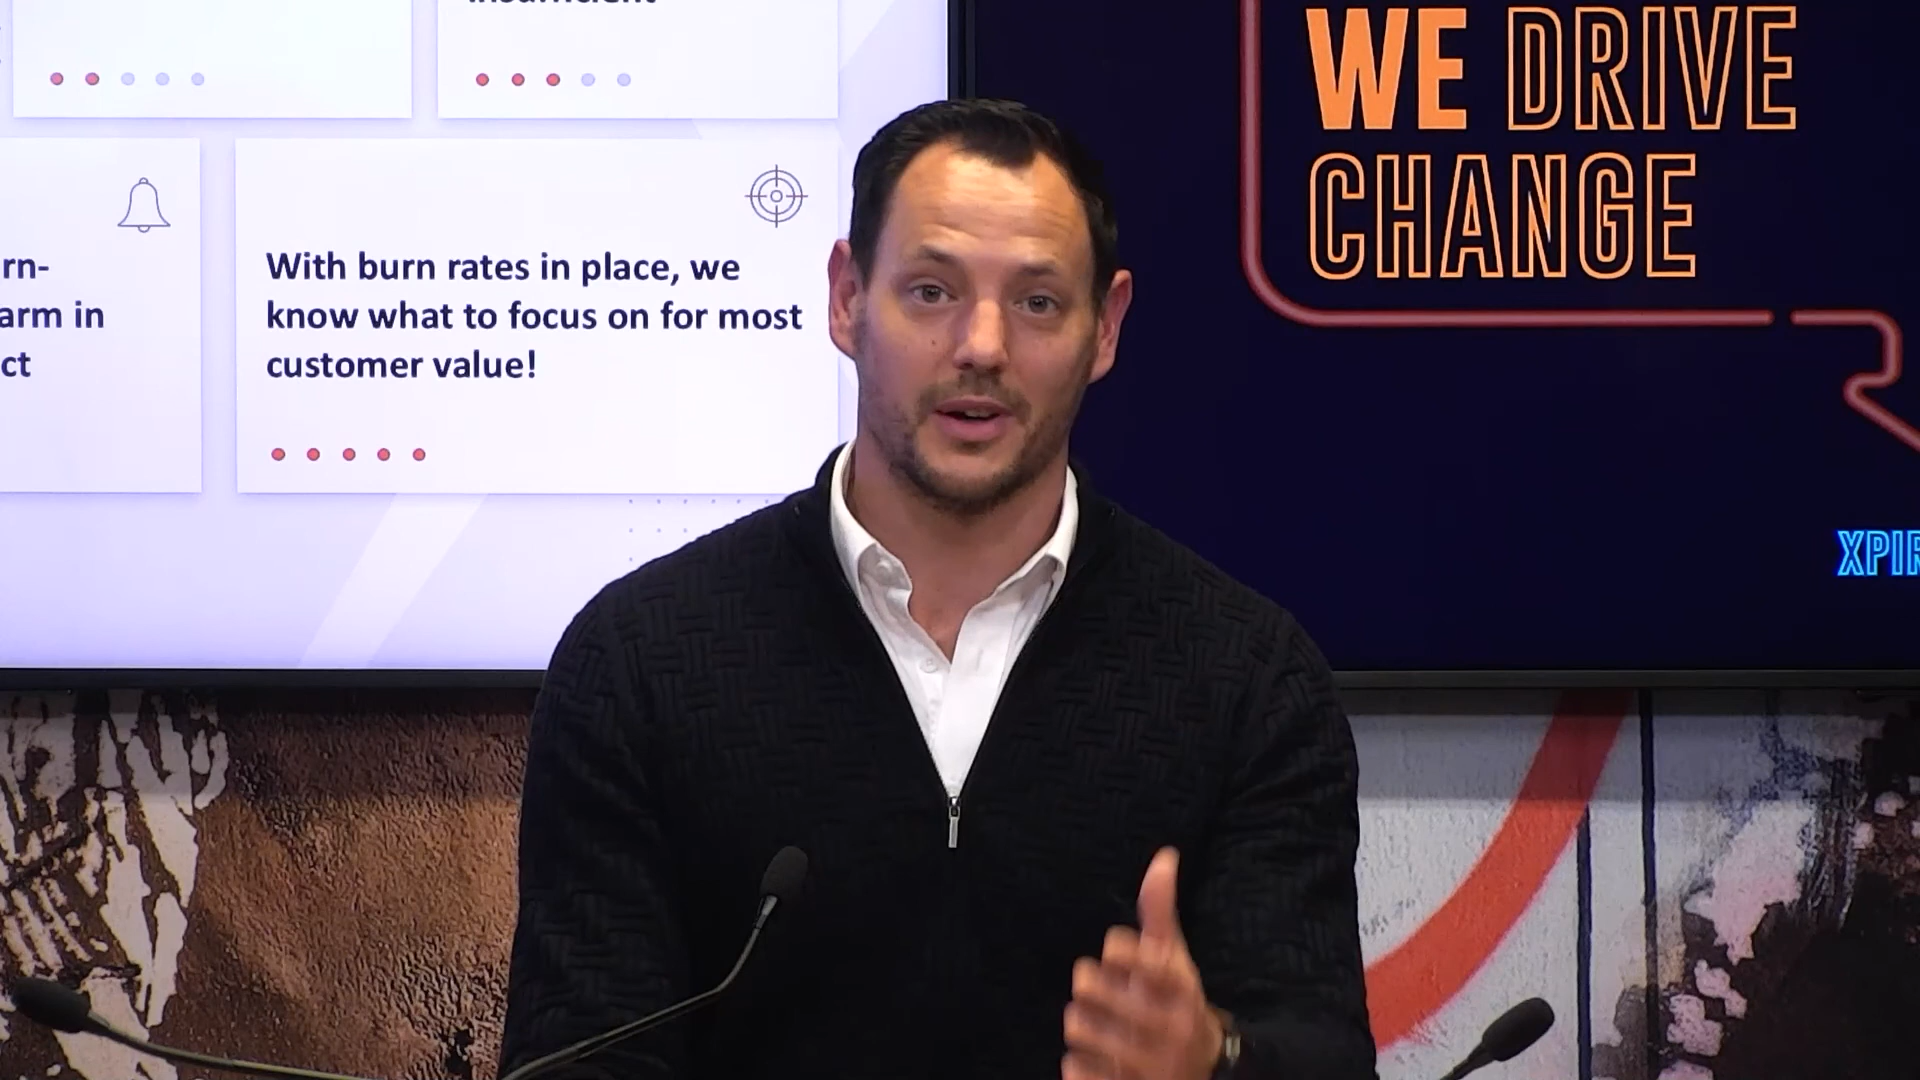 insufficient
rn-
arm in
ct
With burn rates in place, we
know what to focus on for most
customer value!
WE DRIVE
CHANGE
XPIR